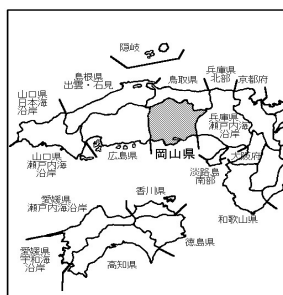 隠岐
島根県
出雲・石見
鳥取県
兵庫県
北部
京都府
山口県
日本海
沿岸
兵庫県
瀬戸内海
沿岸
山口県
瀬戸内海
沿岸
広島県
岡山県
大阪府
淡路島
南部
香川県
愛媛県
瀬戸内海沿岸
和歌山県
徳島県
愛媛県
宇和海
沿岸
高知県